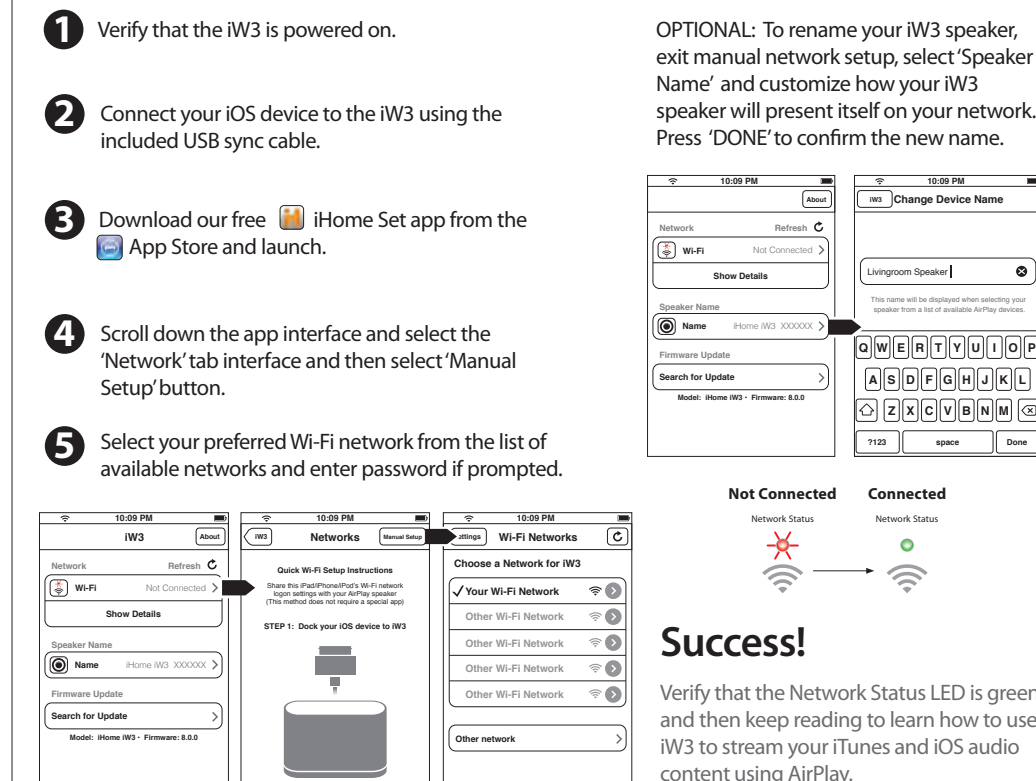 1 Verify that the iW3 is powered on.
2 Connect your iOS device to the iW3 using the
included USB sync cable.
3 Download our free iHome Set app from the
App Store and launch.
4 Scroll down the app interface and select the
'Network' tab interface and then select 'Manual
Setup' button.
5 Select your preferred Wi-Fi network from the list of
available networks and enter password if prompted.
10:09 PM
iW3 About
Network Refresh
Wi-Fi Not Connected
Show Details
Speaker Name
Name iHome iW3 XXXXXX
Firmware Update
Search for Update
Model: iHome iW3 • Firmware: 8.0.0
10:09 PM
iW3 Networks Manual Setup
Quick Wi-Fi Setup Instructions
Share this iPad/iPhone/iPod's Wi-Fi network
logon settings with your AirPlay speaker
(This method does not require a special app)
STEP 1: Dock your iOS device to iW3
10:09 PM
ettings Wi-Fi Networks
Choose a Network for iW3
Your Wi-Fi Network
Other Wi-Fi Network
Other Wi-Fi Network
Other Wi-Fi Network
Other Wi-Fi Network
Other network
OPTIONAL: To rename your iW3 speaker,
exit manual network setup, select 'Speaker
Name' and customize how your iW3
speaker will present itself on your network.
Press 'DONE' to confirm the new name.
10:09 PM
About
Network Refresh
Wi-Fi Not Connected
Show Details
Speaker Name
Name iHome iW3 XXXXXX
Firmware Update
Search for Update
Model: iHome iW3 • Firmware: 8.0.0
10:09 PM
iW3 Change Device Name
Livingroom Speaker
This name will be displayed when selecting your
speaker from a list of available AirPlay devices.
Q W E R T Y U I O P
A S D F G H J K L
Z X C V B N M
?123 space Done
Not Connected Connected
Network Status Network Status
Success!
Verify that the Network Status LED is green
and then keep reading to learn how to use
iW3 to stream your iTunes and iOS audio
content using AirPlay.